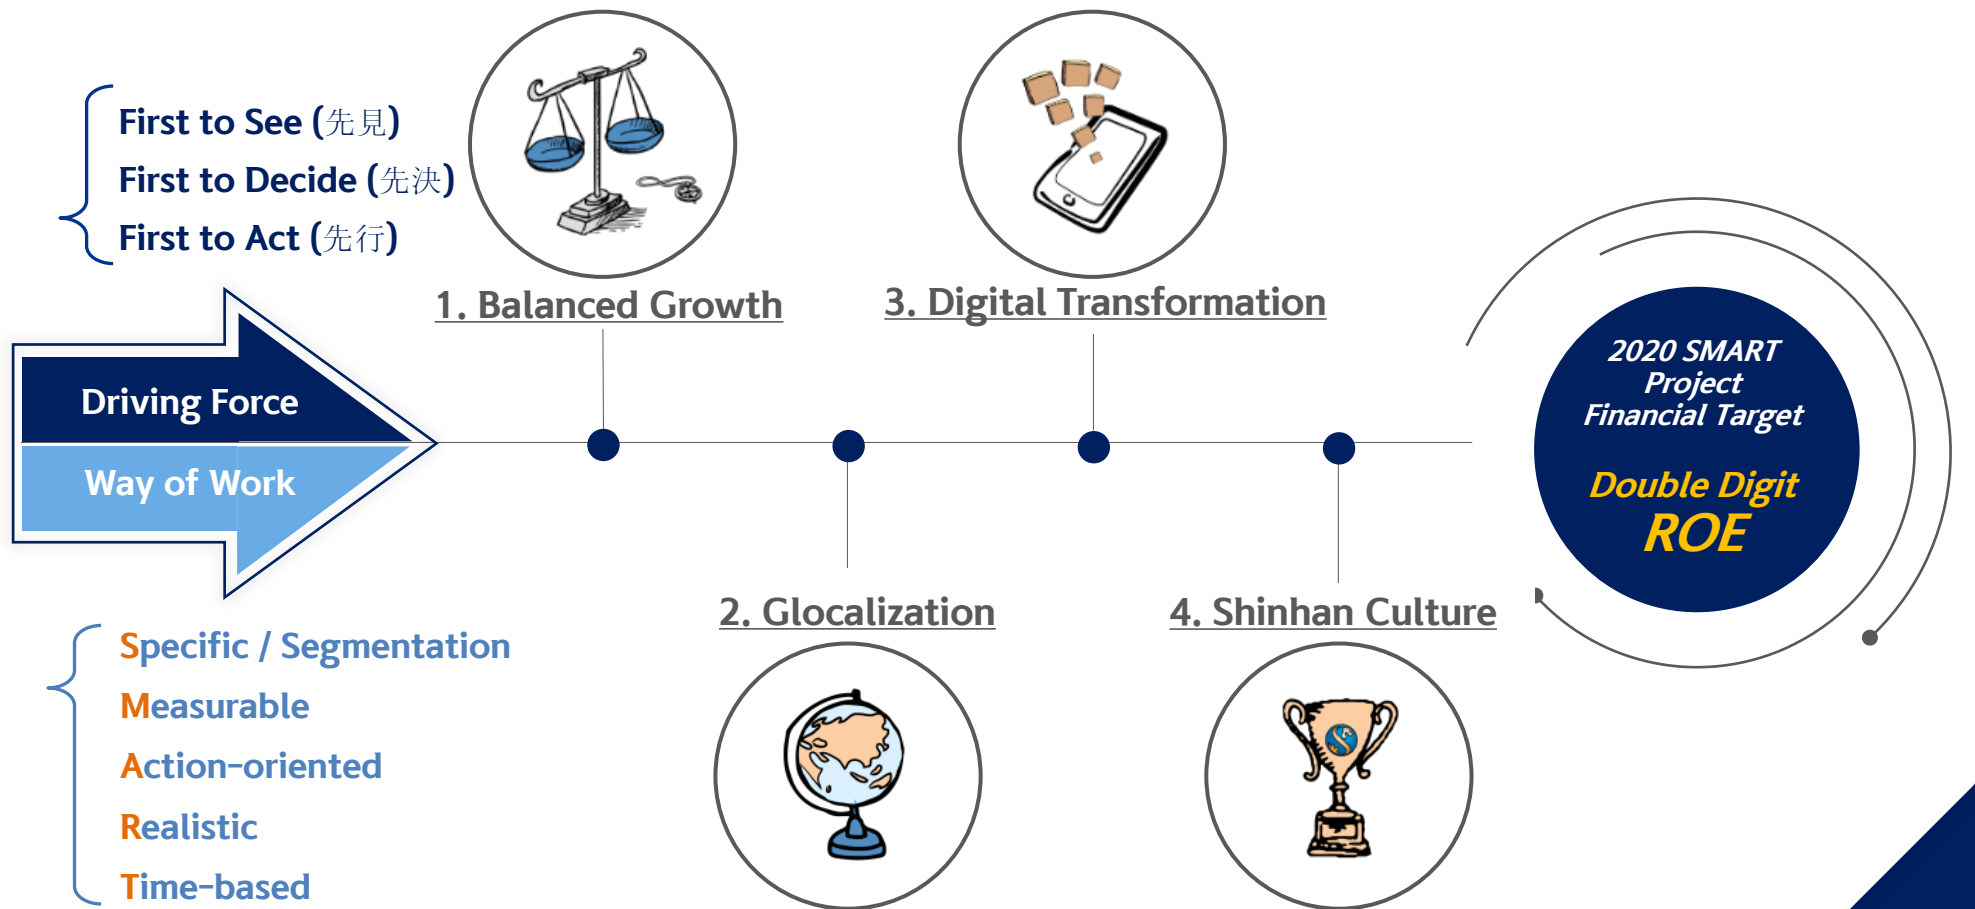 First to See (先見)
First to Decide (先決)
First to Act (先行)
Driving Force
Way of Work
Specific / Segmentation
Measurable
Action-oriented
Realistic
Time-based
1. Balanced Growth
2. Glocalization
3. Digital Transformation
4. Shinhan Culture
2020 SMART
Project
Financial Target
Double Digit
ROE